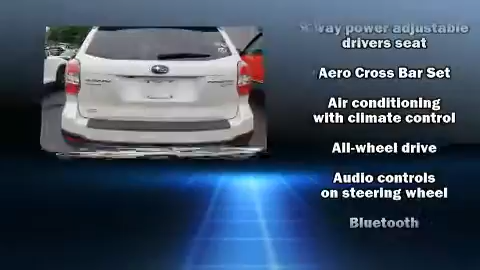 way power adjustable
drivers seat
Aero Cross Bar Set
Air conditioning
with climate control
All-wheel drive
Audio controls
on steering wheel
Bluetooth